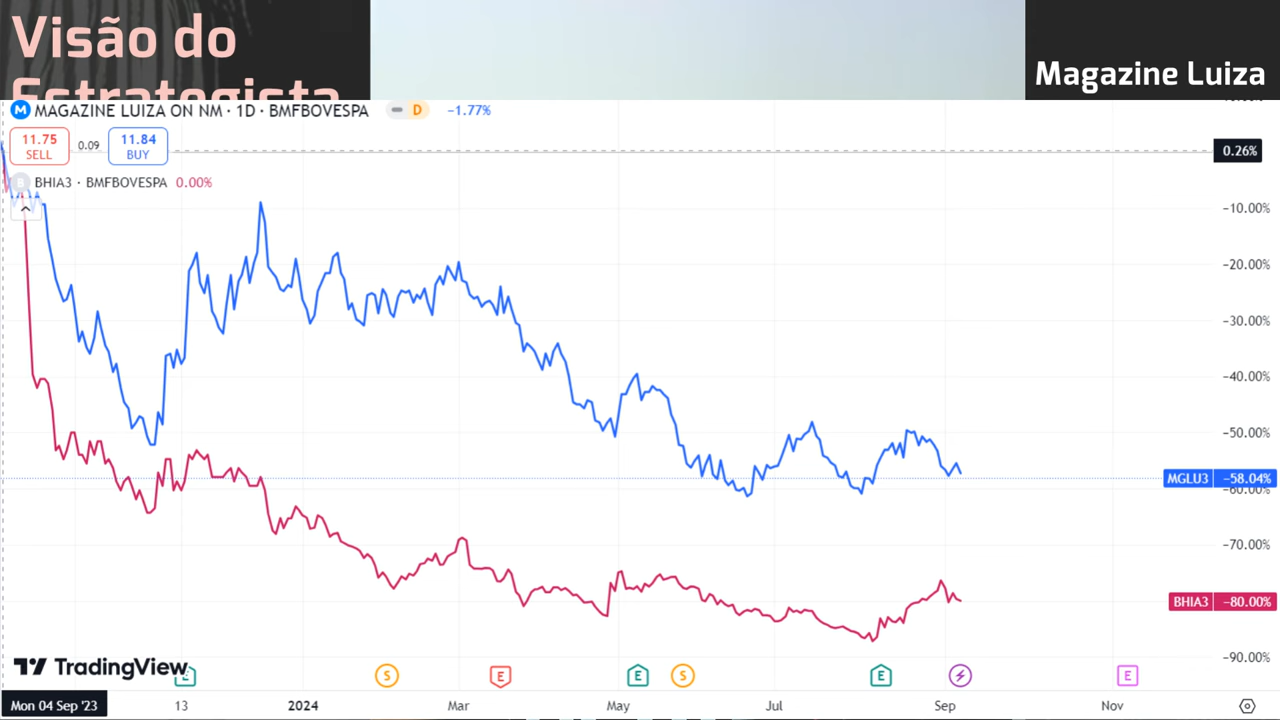 Visão do
Estrategista
Magazine Luiza
MAGAZINE LUIZA ON NM · 1D · BMFBOVESPA D −1.77%
11.75 SELL 0.09 11.84 BUY
0.26%
BHIA3 · BMFBOVESPA 0.00%
−10.00%
−20.00%
−30.00%
−40.00%
−50.00%
MGLU3 −58.04%
−60.00%
−70.00%
BHIA3 −80.00%
−90.00%
TradingView
E S E E S E E
Mon 04 Sep '23 13 2024 Mar May Jul Sep Nov